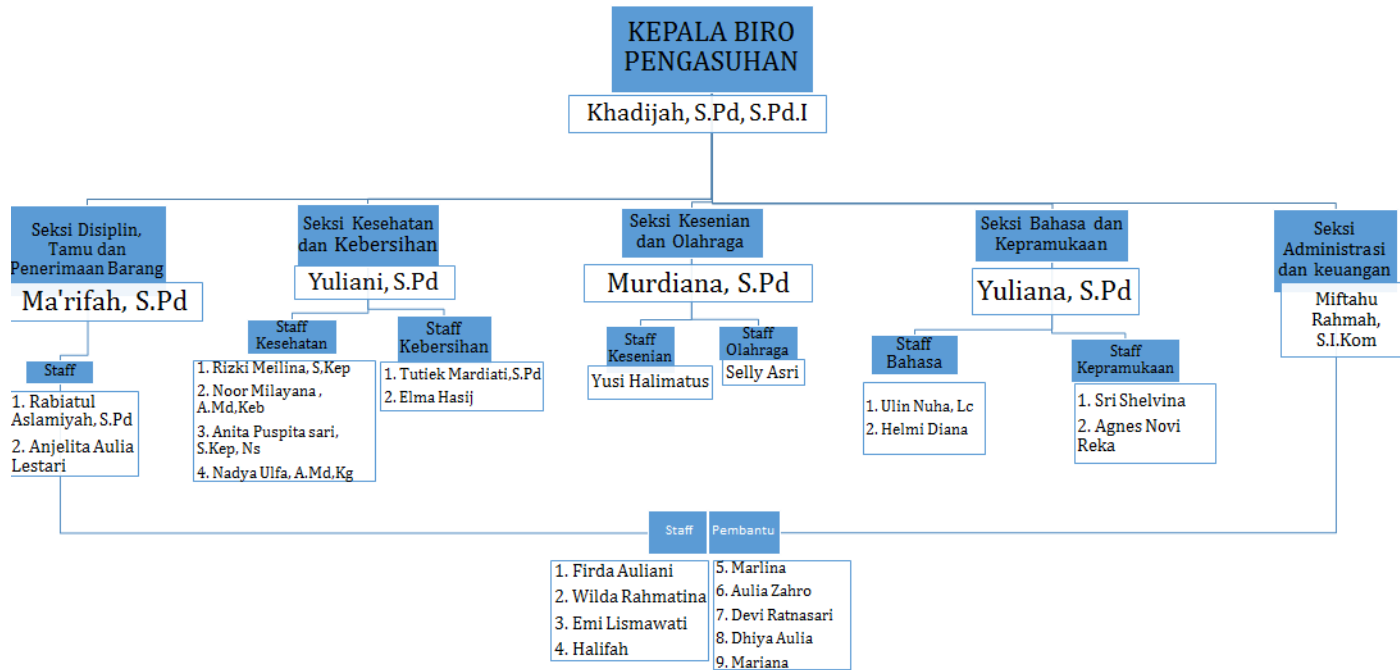 KEPALA BIRO
PENGASUHAN
Khadijah, S.Pd, S.Pd.I
Seksi Disiplin,
Tamu dan
Penerimaan Barang
Ma'rifah, S.Pd
Staff
1. Rabiatul
Aslamiyah, S.Pd
2. Anjelita Aulia
Lestari
Seksi Kesehatan
dan Kebersihan
Yuliani, S.Pd
Staff
Kesehatan
1. Rizki Meilina, S,Kep
2. Noor Milayana ,
A.Md,Keb
3. Anita Puspita sari,
S.Kep, Ns
4. Nadya Ulfa, A.Md,Kg
Staff
Kebersihan
1. Tutiek Mardiati,S.Pd
2. Elma Hasij
Seksi Kesenian
dan Olahraga
Murdiana, S.Pd
Staff
Kesenian
Yusi Halimatus
Staff
Olahraga
Selly Asri
Seksi Bahasa dan
Kepramukaan
Yuliana, S.Pd
Staff
Bahasa
1. Ulin Nuha, Lc
2. Helmi Diana
Staff
Kepramukaan
1. Sri Shelvina
2. Agnes Novi
Reka
Seksi
Administrasi
dan keuangan
Miftahu
Rahmah,
S.I.Kom
Staff Pembantu
1. Firda Auliani
2. Wilda Rahmatina
3. Emi Lismawati
4. Halifah
5. Marlina
6. Aulia Zahro
7. Devi Ratnasari
8. Dhiya Aulia
9. Mariana